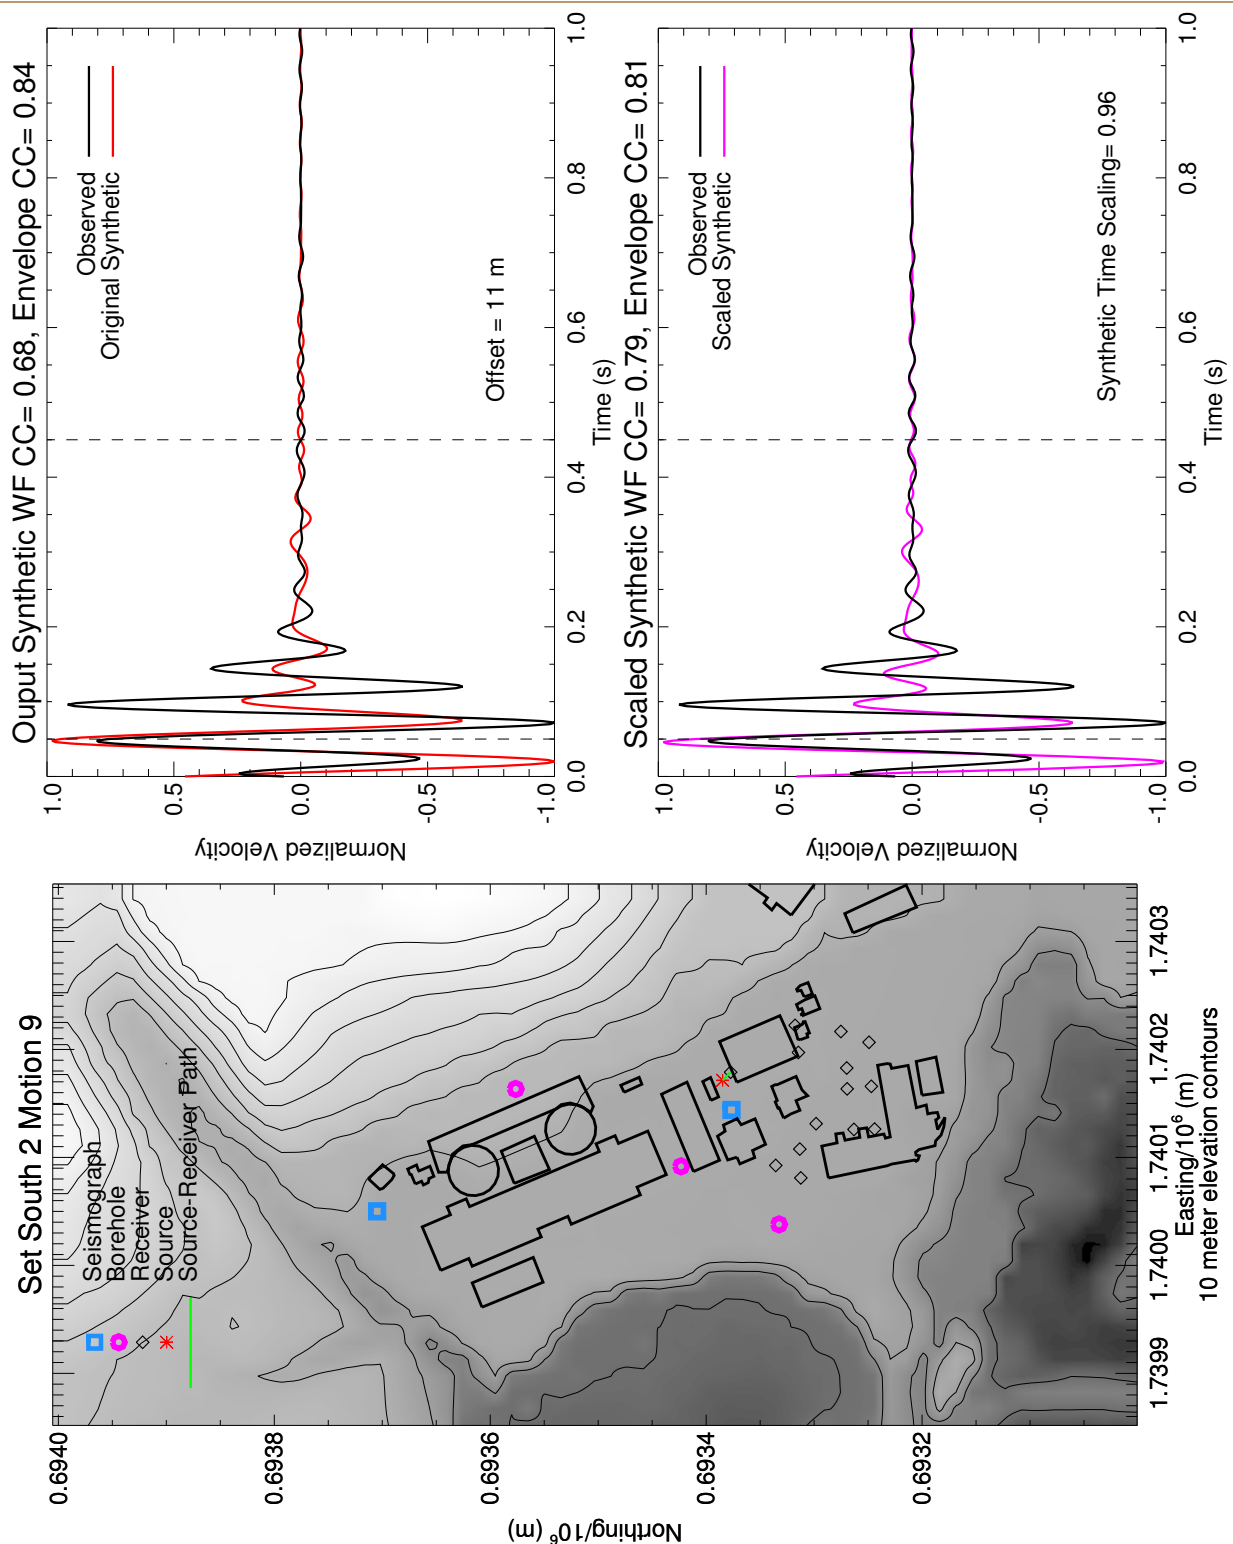 Set South 2 Motion 9
Seismograph
Borehole
Receiver
Source
Source-Receiver Path
0.6940
0.6938
0.6936
0.6934
0.6932
Northing/10⁶ (m)
1.7399
1.7400
1.7401
1.7402
1.7403
Easting/10⁶ (m)
10 meter elevation contours
Ouput Synthetic WF CC= 0.68, Envelope CC= 0.84
Observed
Original Synthetic
Offset = 11 m
1.0
0.5
0.0
-0.5
-1.0
Normalized Velocity
0.0
0.2
0.4
0.6
0.8
1.0
Time (s)
Scaled Synthetic WF CC= 0.79, Envelope CC= 0.81
Observed
Scaled Synthetic
Synthetic Time Scaling= 0.96
1.0
0.5
0.0
-0.5
-1.0
Normalized Velocity
0.0
0.2
0.4
0.6
0.8
1.0
Time (s)